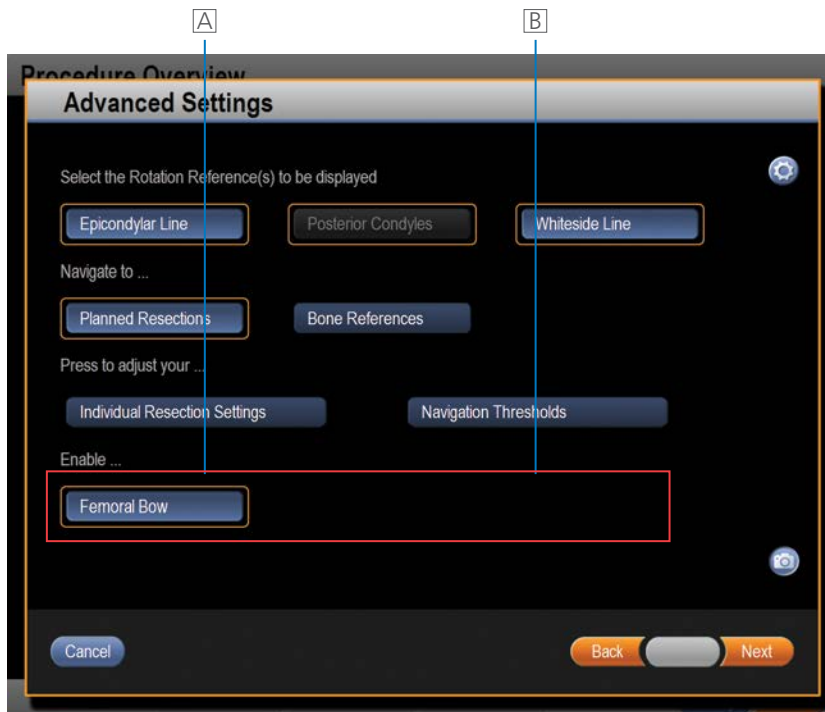 A B
Procedure Overview
Advanced Settings
Select the Rotation Reference(s) to be displayed
Epicondylar Line Posterior Condyles Whiteside Line
Navigate to ...
Planned Resections Bone References
Press to adjust your ...
Individual Resection Settings Navigation Thresholds
Enable ...
Femoral Bow
Cancel Back Next